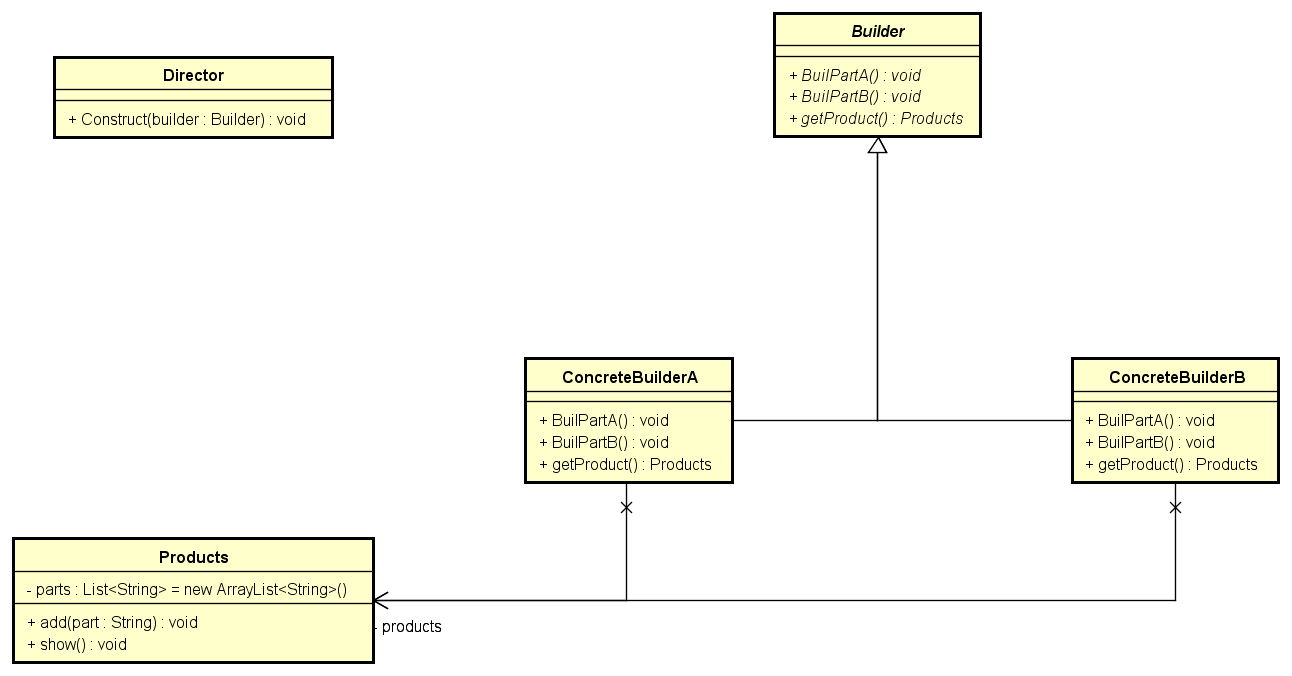 Builder
+ BuilPartA() : void
+ BuilPartB() : void
+ getProduct() : Products
Director
+ Construct(builder : Builder) : void
ConcreteBuilderA
+ BuilPartA() : void
+ BuilPartB() : void
+ getProduct() : Products
ConcreteBuilderB
+ BuilPartA() : void
+ BuilPartB() : void
+ getProduct() : Products
Products
- parts : List<String> = new ArrayList<String>()
+ add(part : String) : void
+ show() : void
- products